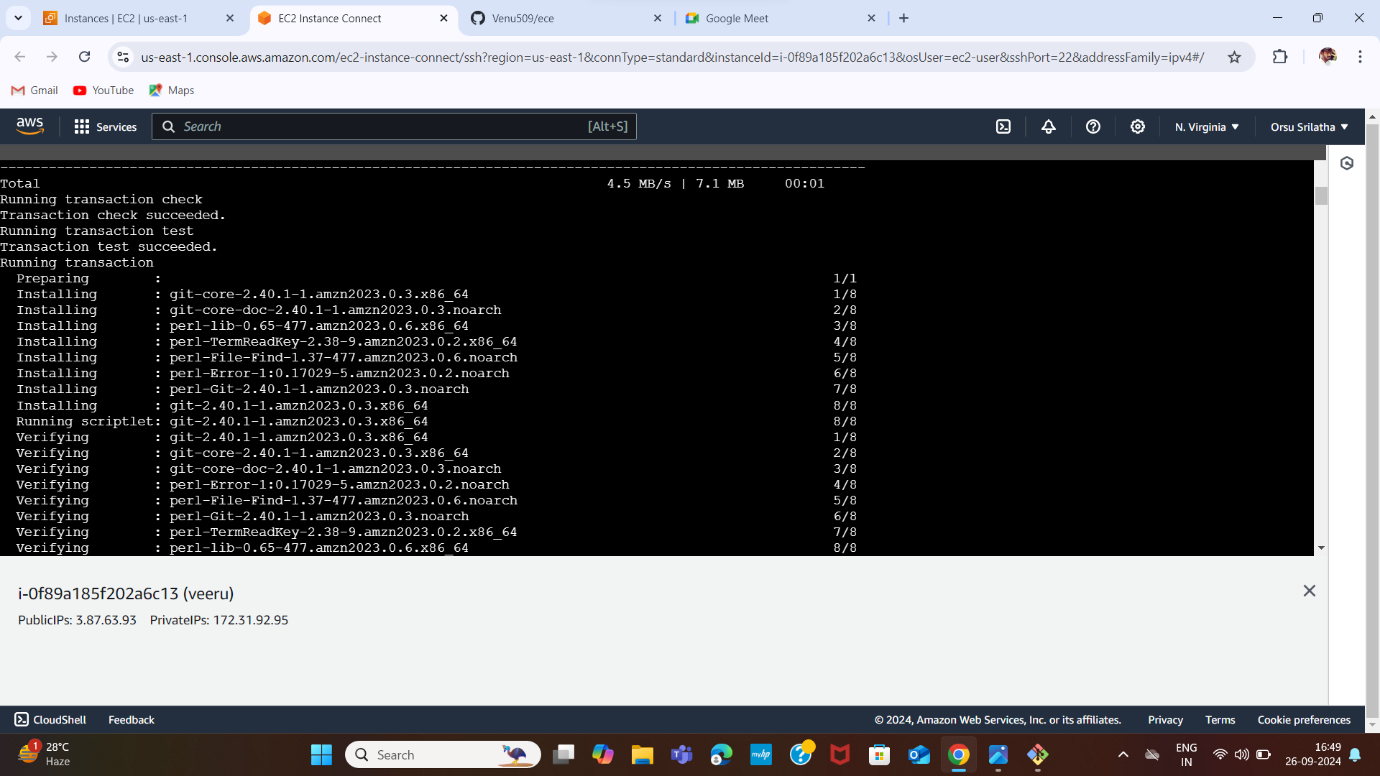 Instances | EC2 | us-east-1
EC2 Instance Connect
Venu509/ece
Google Meet
us-east-1.console.aws.amazon.com/ec2-instance-connect/ssh?region=us-east-1&connType=standard&instanceId=i-0f89a185f202a6c13&osUser=ec2-user&sshPort=22&addressFamily=ipv4#/
Gmail YouTube Maps
aws Services Search [Alt+S] N. Virginia ▼ Orsu Srilatha ▼
Total 4.5 MB/s | 7.1 MB 00:01
Running transaction check
Transaction check succeeded.
Running transaction test
Transaction test succeeded.
Running transaction
Preparing : 1/1
Installing : git-core-2.40.1-1.amzn2023.0.3.x86_64 1/8
Installing : git-core-doc-2.40.1-1.amzn2023.0.3.noarch 2/8
Installing : perl-lib-0.65-477.amzn2023.0.6.x86_64 3/8
Installing : perl-TermReadKey-2.38-9.amzn2023.0.2.x86_64 4/8
Installing : perl-File-Find-1.37-477.amzn2023.0.6.noarch 5/8
Installing : perl-Error-1:0.17029-5.amzn2023.0.2.noarch 6/8
Installing : perl-Git-2.40.1-1.amzn2023.0.3.noarch 7/8
Installing : git-2.40.1-1.amzn2023.0.3.x86_64 8/8
Running scriptlet: git-2.40.1-1.amzn2023.0.3.x86_64 8/8
Verifying : git-2.40.1-1.amzn2023.0.3.x86_64 1/8
Verifying : git-core-2.40.1-1.amzn2023.0.3.x86_64 2/8
Verifying : git-core-doc-2.40.1-1.amzn2023.0.3.noarch 3/8
Verifying : perl-Error-1:0.17029-5.amzn2023.0.2.noarch 4/8
Verifying : perl-File-Find-1.37-477.amzn2023.0.6.noarch 5/8
Verifying : perl-Git-2.40.1-1.amzn2023.0.3.noarch 6/8
Verifying : perl-TermReadKey-2.38-9.amzn2023.0.2.x86_64 7/8
Verifying : perl-lib-0.65-477.amzn2023.0.6.x86_64 8/8
i-0f89a185f202a6c13 (veeru)
PublicIPs: 3.87.63.93 PrivateIPs: 172.31.92.95
CloudShell Feedback © 2024, Amazon Web Services, Inc. or its affiliates. Privacy Terms Cookie preferences
1 28°C
Haze
Search
myhp
ENG
IN
16:49
26-09-2024